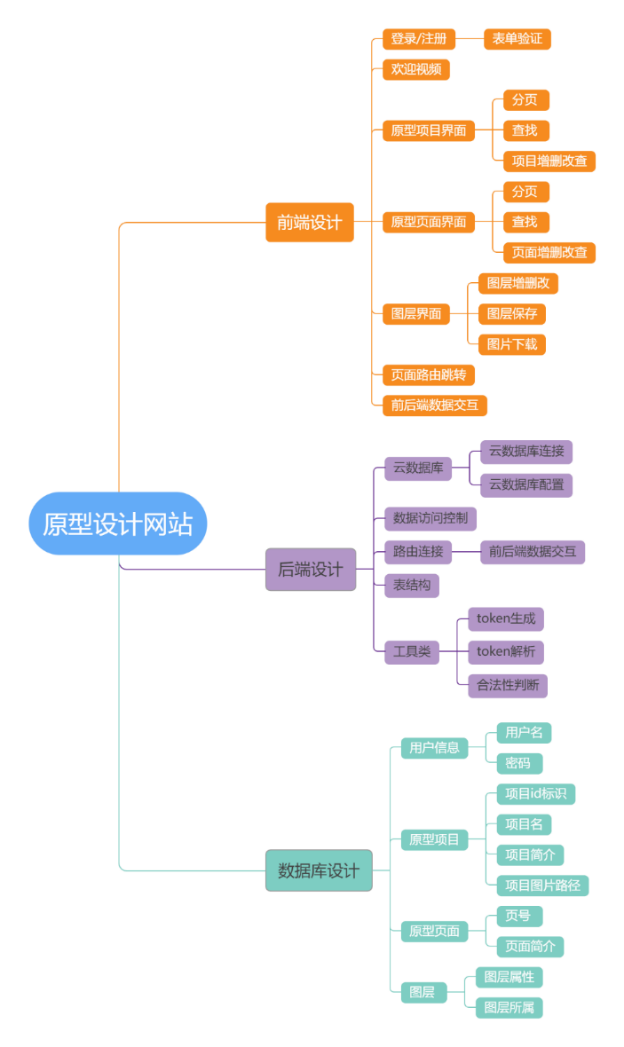 原型设计网站
前端设计
登录/注册
表单验证
欢迎视频
原型项目界面
分页
查找
项目增删改查
原型页面界面
分页
查找
页面增删改查
图层界面
图层增删改
图层保存
图片下载
页面路由跳转
前后端数据交互
后端设计
云数据库
云数据库连接
云数据库配置
数据访问控制
路由连接
前后端数据交互
表结构
工具类
token生成
token解析
合法性判断
数据库设计
用户信息
用户名
密码
原型项目
项目id标识
项目名
项目简介
项目图片路径
原型页面
页号
页面简介
图层
图层属性
图层所属